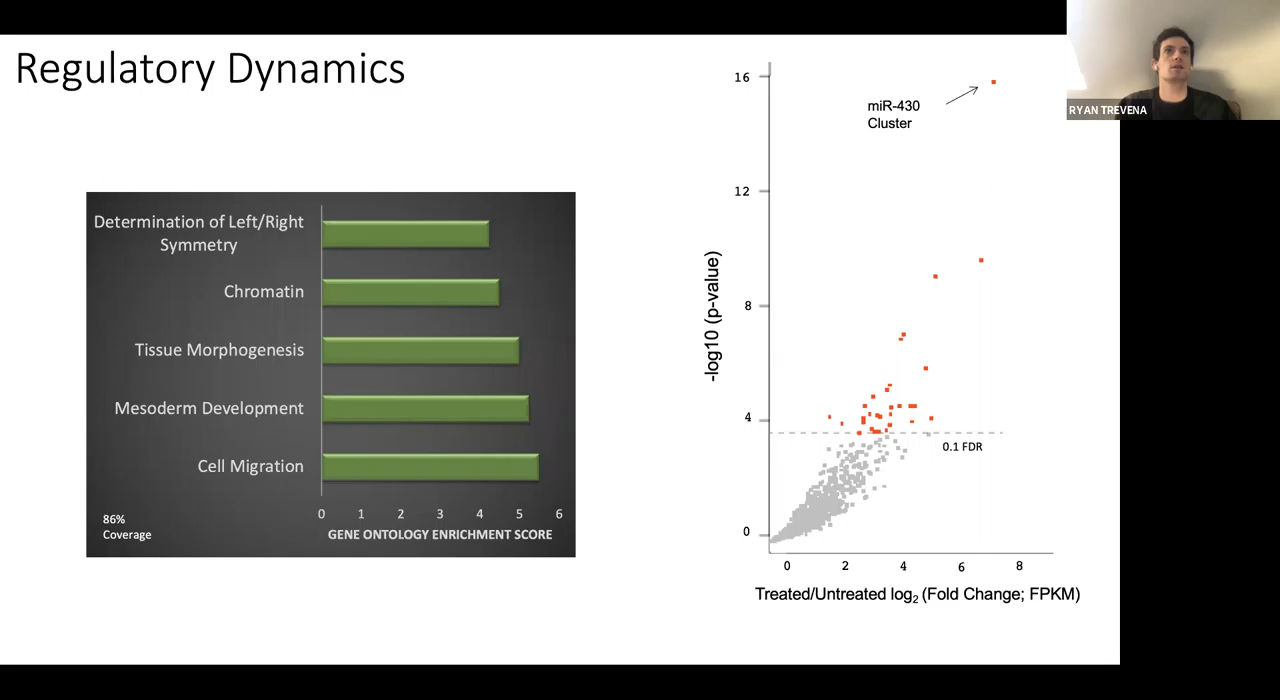 Regulatory Dynamics
RYAN TREVENA
Determination of Left/Right
Symmetry
Chromatin
Tissue Morphogenesis
Mesoderm Development
Cell Migration
0 1 2 3 4 5 6
GENE ONTOLOGY ENRICHMENT SCORE
86%
Coverage
16
12
8
4
0
-log10 (p-value)
miR-430
Cluster
0.1 FDR
0 2 4 6 8
Treated/Untreated log2 (Fold Change; FPKM)